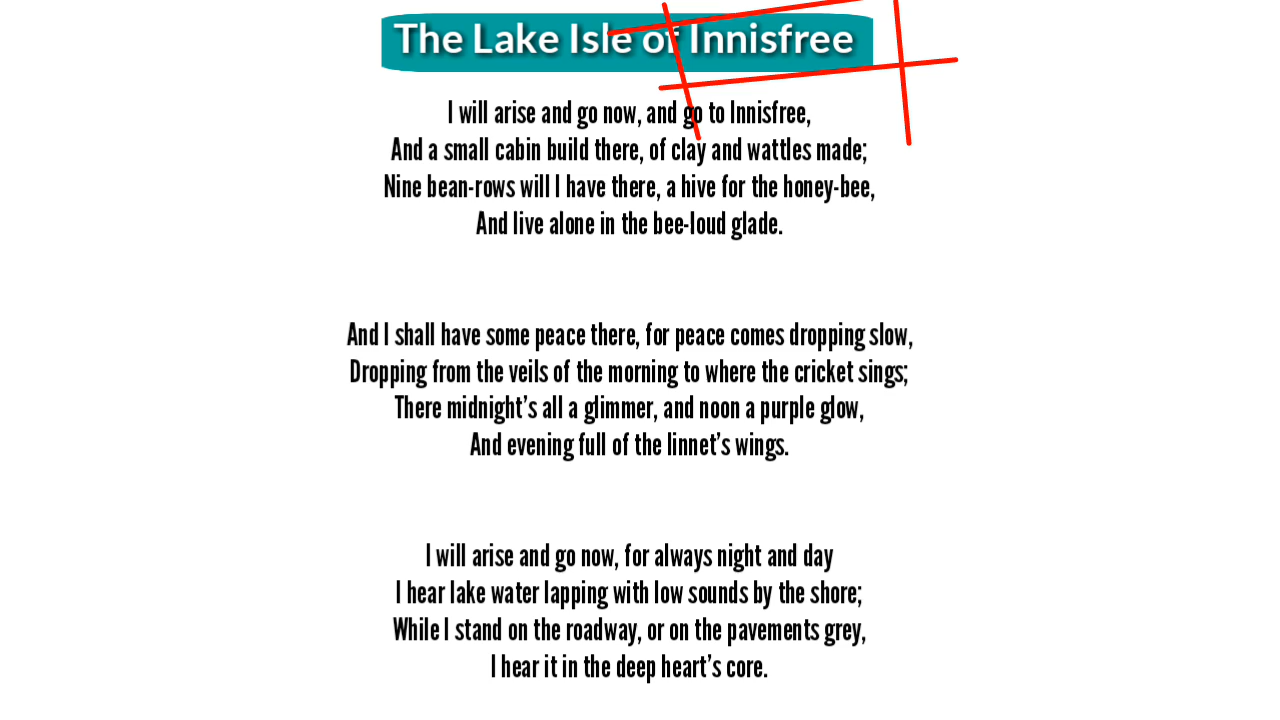 The Lake Isle of Innisfree
I will arise and go now, and go to Innisfree,
And a small cabin build there, of clay and wattles made;
Nine bean-rows will I have there, a hive for the honey-bee,
And live alone in the bee-loud glade.
And I shall have some peace there, for peace comes dropping slow,
Dropping from the veils of the morning to where the cricket sings;
There midnight’s all a glimmer, and noon a purple glow,
And evening full of the linnet’s wings.
I will arise and go now, for always night and day
I hear lake water lapping with low sounds by the shore;
While I stand on the roadway, or on the pavements grey,
I hear it in the deep heart’s core.